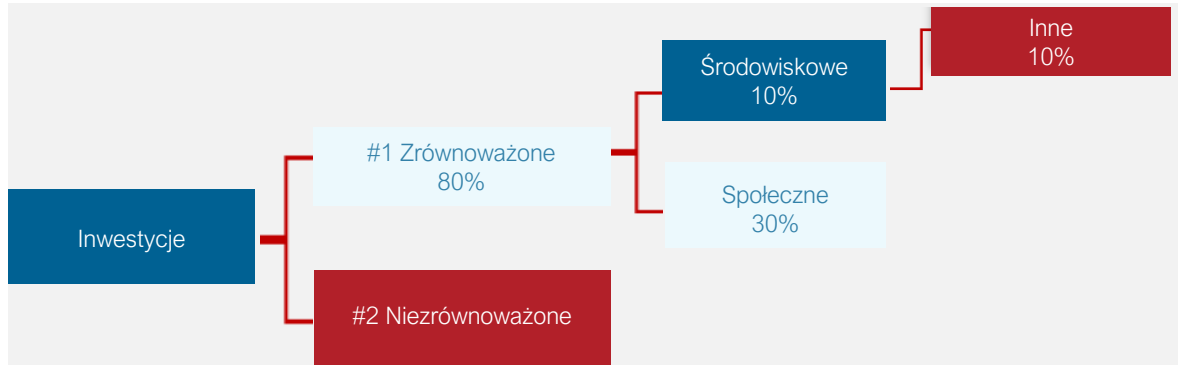 Inne
10%
Środowiskowe
10%
#1 Zrównoważone
80%
Społeczne
30%
Inwestycje
#2 Niezrównoważone